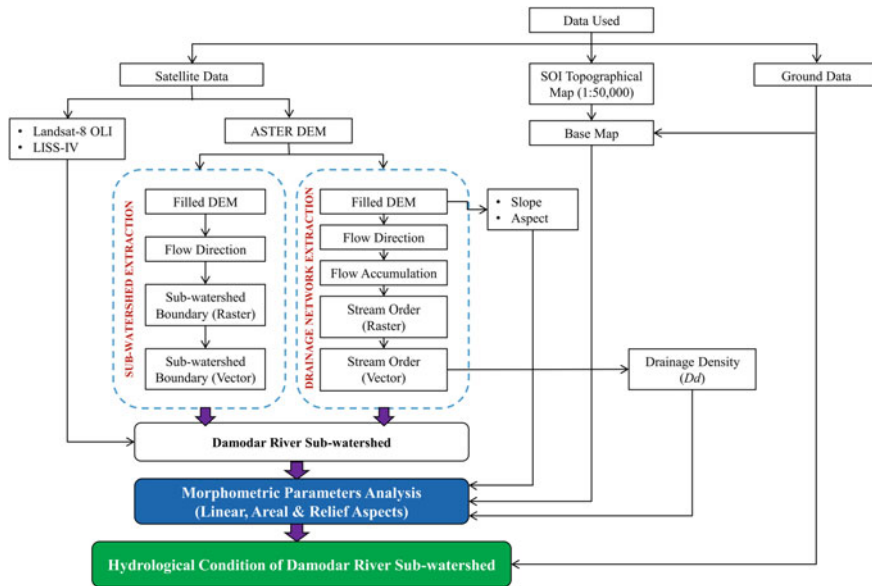 Data Used
Satellite Data
SOI Topographical
Map (1:50,000)
Ground Data
• Landsat-8 OLI
• LISS-IV
ASTER DEM
Base Map
SUB-WATERSHED EXTRACTION
Filled DEM
Flow Direction
Sub-watershed
Boundary (Raster)
Sub-watershed
Boundary (Vector)
DRAINAGE NETWORK EXTRACTION
Filled DEM
Flow Direction
Flow Accumulation
Stream Order
(Raster)
Stream Order
(Vector)
• Slope
• Aspect
Drainage Density
(Dd)
Damodar River Sub-watershed
Morphometric Parameters Analysis
(Linear, Areal & Relief Aspects)
Hydrological Condition of Damodar River Sub-watershed